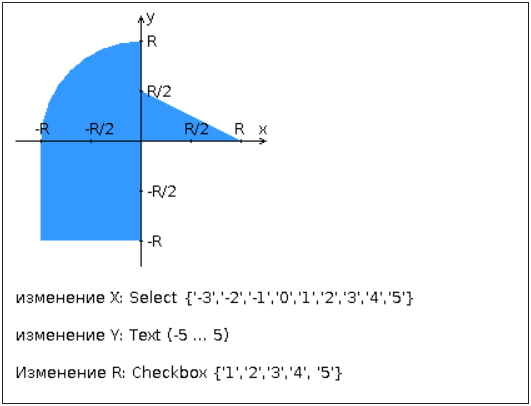 y
R
R/2
-R -R/2 R/2 R x
-R/2
-R
изменение X: Select {'-3','-2','-1','0','1','2','3','4','5'}
изменение Y: Text (-5 ... 5)
Изменение R: Checkbox {'1','2','3','4', '5'}